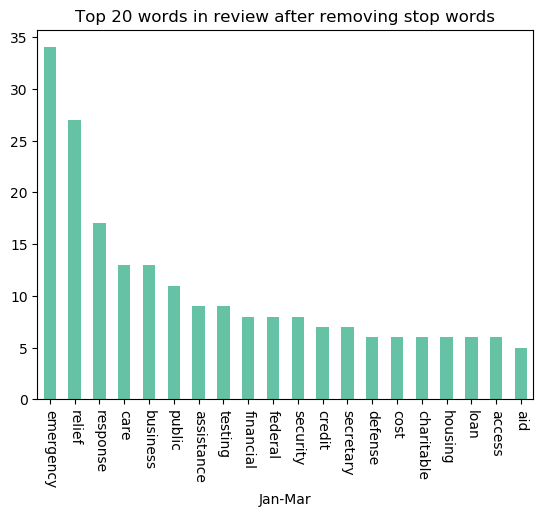 Top 20 words in review after removing stop words
35
30
25
20
15
10
5
0
emergency
relief
response
care
business
public
assistance
testing
financial
federal
security
credit
secretary
defense
cost
charitable
housing
loan
access
aid
Jan-Mar